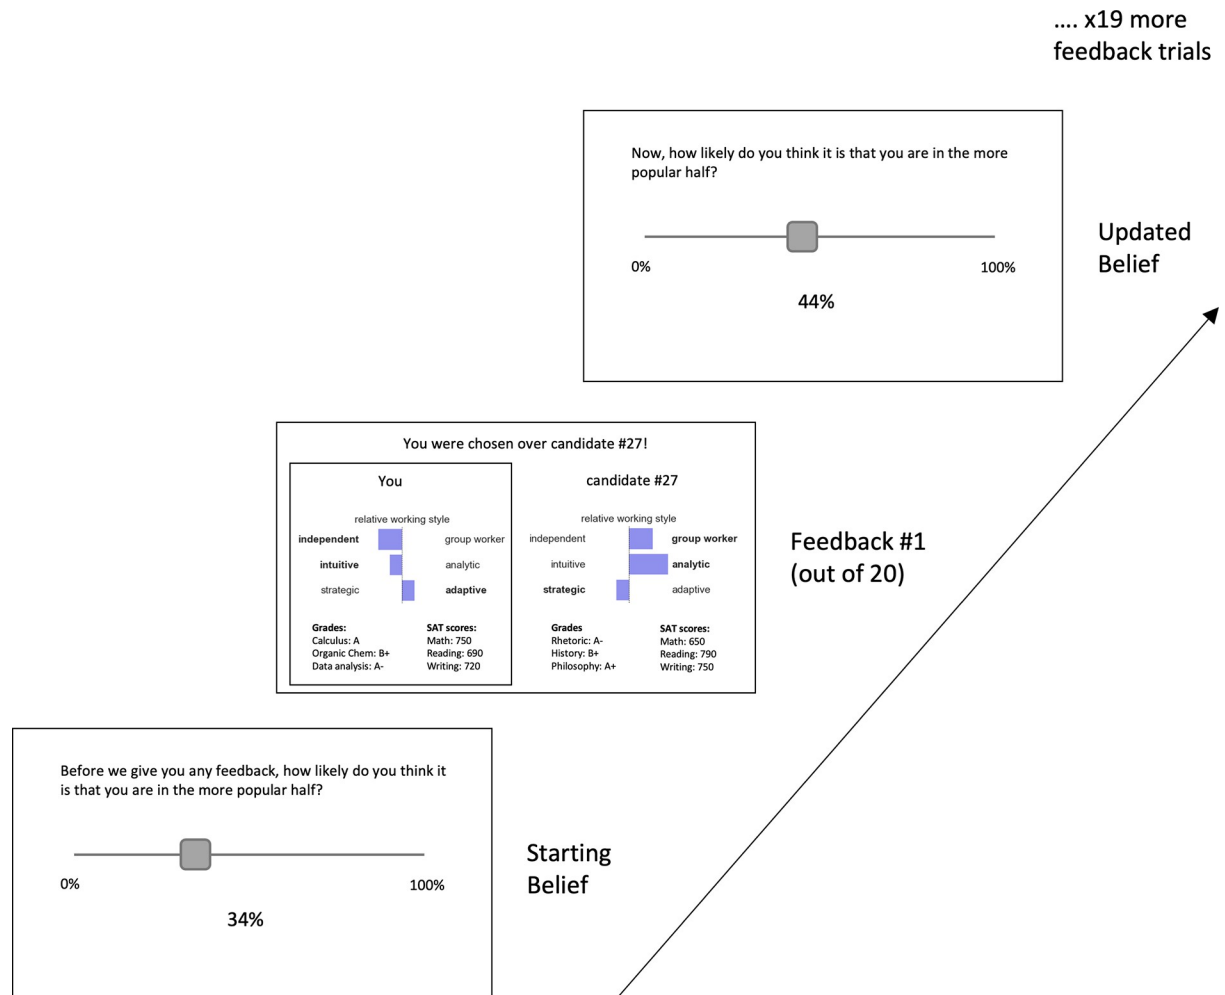 .... x19 more
feedback trials
Now, how likely do you think it is that you are in the more
popular half?
0%
100%
44%
Updated
Belief
You were chosen over candidate #27!
You
relative working style
independent
group worker
intuitive
analytic
strategic
adaptive
Grades:
Calculus: A
Organic Chem: B+
Data analysis: A-
SAT scores:
Math: 750
Reading: 690
Writing: 720
candidate #27
relative working style
independent
group worker
intuitive
analytic
strategic
adaptive
Grades
Rhetoric: A-
History: B+
Philosophy: A+
SAT scores:
Math: 650
Reading: 790
Writing: 750
Feedback #1
(out of 20)
Before we give you any feedback, how likely do you think it
is that you are in the more popular half?
0%
100%
34%
Starting
Belief